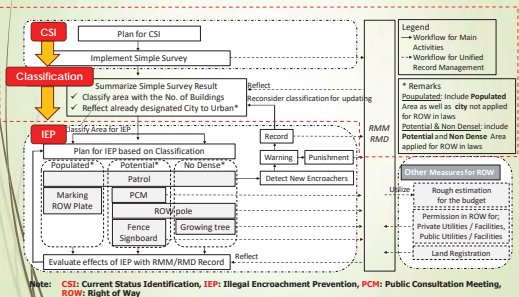 CSI
Plan for CSI
Implement Simple Survey
Legend
Workflow for Main
Activities
Workflow for Unified
Record Management
Classification
Summarize Simple Survey Result
✓ Classify area with the No. of Buildings
✓ Reflect already designated City to Urban*
Reflect
Reconsider classification for updating
* Remarks
Poupulated: Include Populated
Area as well as city not applied
for ROW in laws
Potential & Non Dense: include
Potential and Non Dense Area
applied for ROW in laws
IEP
Classify Area for IEP
Plan for IEP based on Classification
Record
Warning
Punishment
Detect New Encroachers
RMM
RMD
Populated*
Potential*
No Dense*
Patrol
Marking
ROW Plate
PCM
ROW pole
Fence
Signboard
Growing tree
Evaluate effects of IEP with RMM/RMD Record
Reflect
Other Measures for ROW
Utilize
Rough estimation
for the budget
Permission in ROW for;
Private Utilities / Facilities,
Public Utilities / Facilities
Land Registration
Note: CSI: Current Status Identification, IEP: Illegal Encroachment Prevention, PCM: Public Consultation Meeting,
ROW: Right of Way